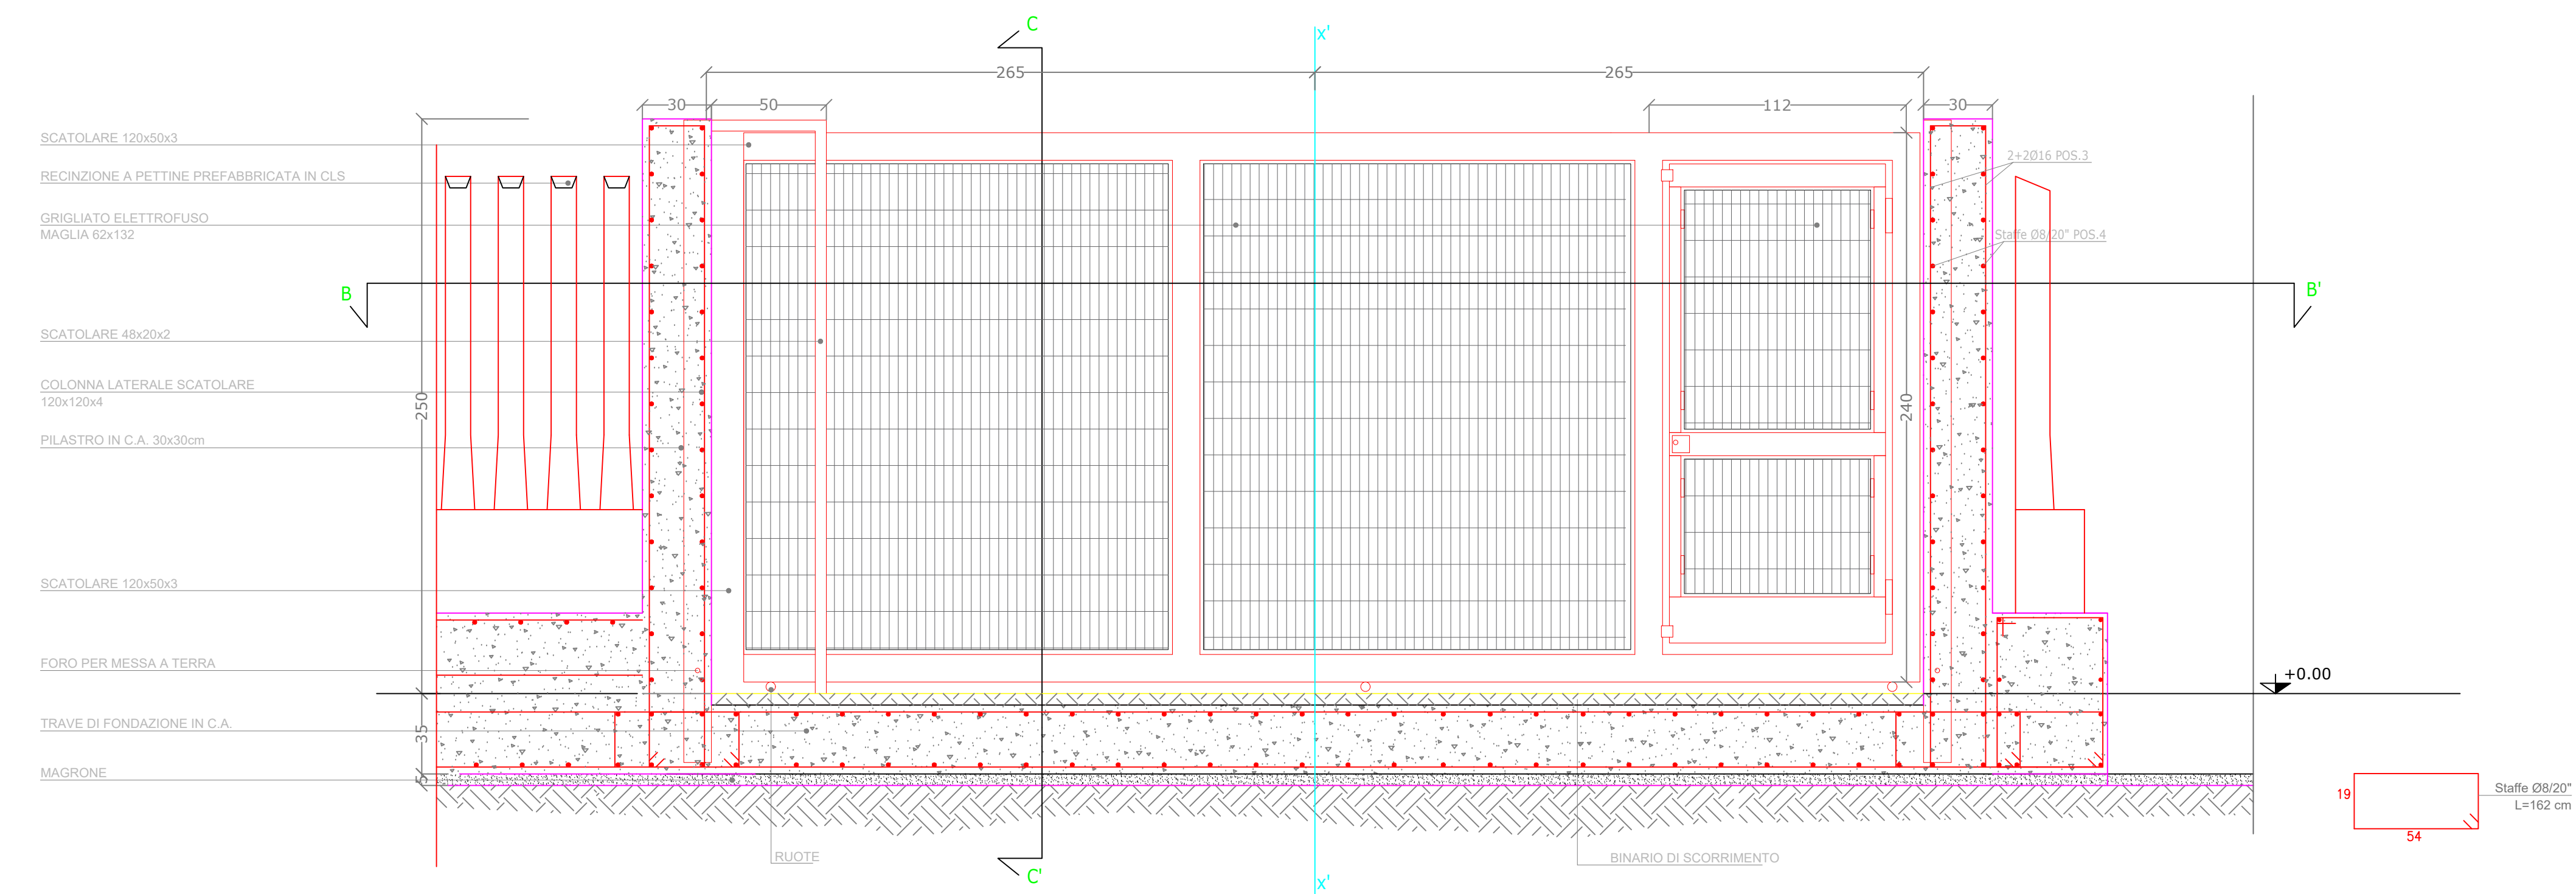 C
x'
265
265
30
50
112
30
SCATOLARE 120x50x3
2+2Ø16 POS.3
RECINZIONE A PETTINE PREFABBRICATA IN CLS
GRIGLIATO ELETTROFUSO
MAGLIA 62x132
Staffe Ø8/20" POS.4
B
B'
SCATOLARE 48x20x2
COLONNA LATERALE SCATOLARE
120x120x4
250
240
PILASTRO IN C.A. 30x30cm
SCATOLARE 120x50x3
FORO PER MESSA A TERRA
+0.00
TRAVE DI FONDAZIONE IN C.A.
35
MAGRONE
5
19
Staffe Ø8/20"
L=162 cm
54
RUOTE
BINARIO DI SCORRIMENTO
C'
x'